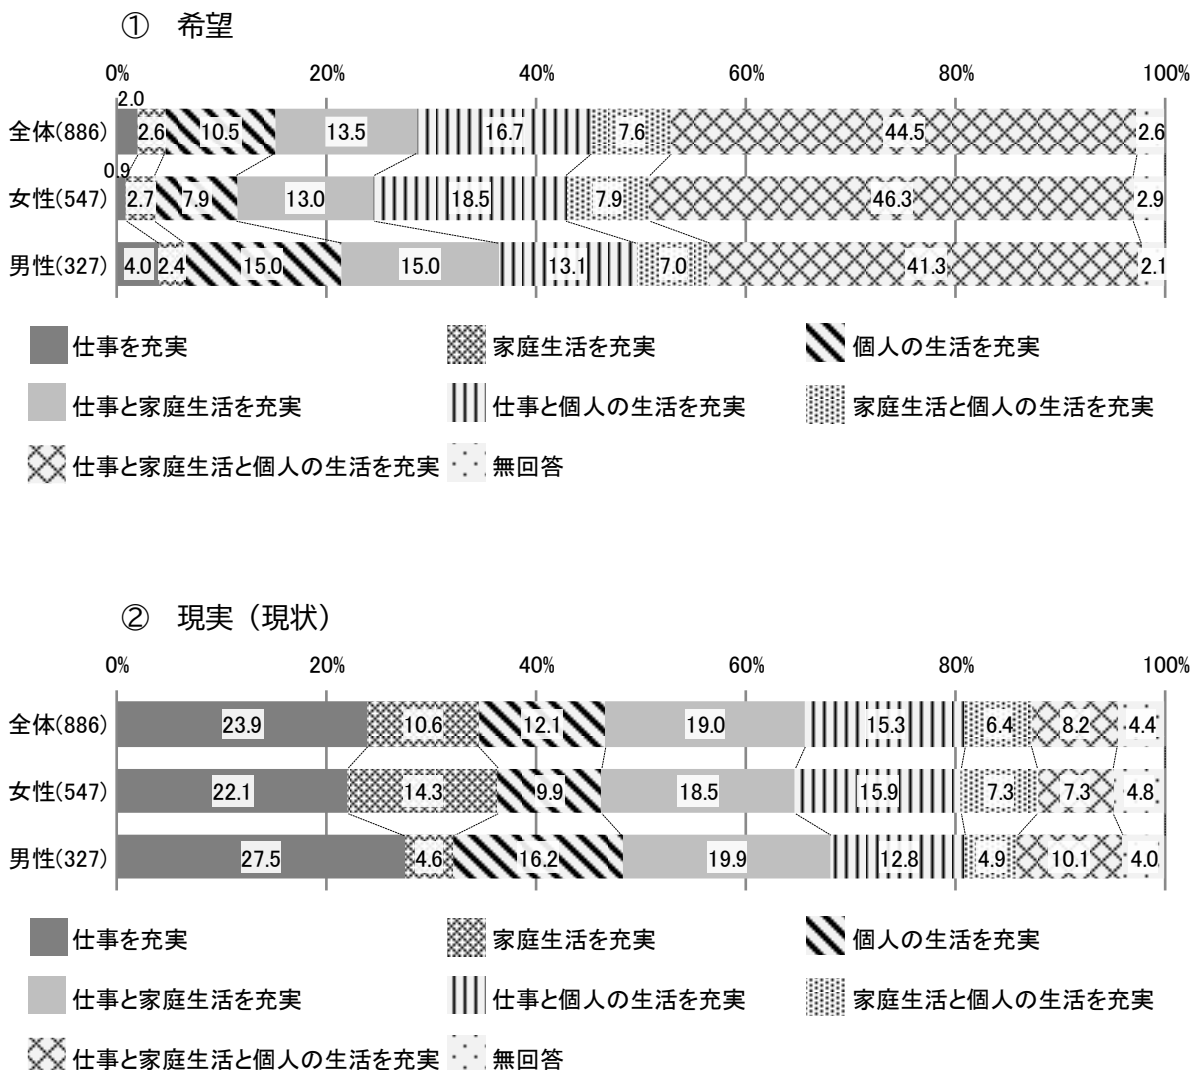 ① 希望
0% 20% 40% 60% 80% 100%
2.0
全体(886) 2.6 10.5 13.5 16.7 7.6 44.5 2.6
0.9
女性(547) 2.7 7.9 13.0 18.5 7.9 46.3 2.9
男性(327) 4.0 2.4 15.0 15.0 13.1 7.0 41.3 2.1
仕事を充実 家庭生活を充実 個人の生活を充実
仕事と家庭生活を充実 仕事と個人の生活を充実 家庭生活と個人の生活を充実
仕事と家庭生活と個人の生活を充実 無回答
② 現実（現状）
0% 20% 40% 60% 80% 100%
全体(886) 23.9 10.6 12.1 19.0 15.3 6.4 8.2 4.4
女性(547) 22.1 14.3 9.9 18.5 15.9 7.3 7.3 4.8
男性(327) 27.5 4.6 16.2 19.9 12.8 4.9 10.1 4.0
仕事を充実 家庭生活を充実 個人の生活を充実
仕事と家庭生活を充実 仕事と個人の生活を充実 家庭生活と個人の生活を充実
仕事と家庭生活と個人の生活を充実 無回答